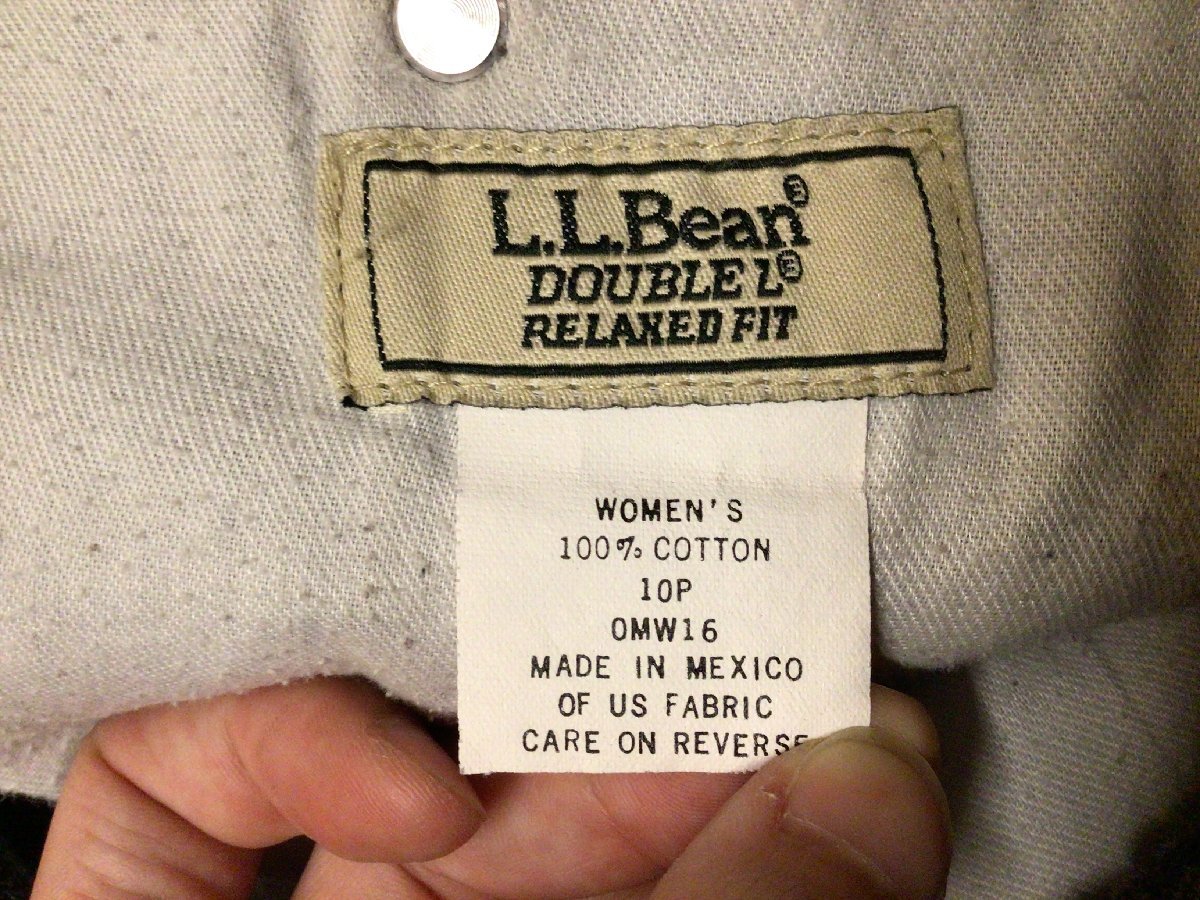 L.L.Bean®
DOUBLE L®
RELAXED FIT
WOMEN'S
100% COTTON
10P
0MW16
MADE IN MEXICO
OF US FABRIC
CARE ON REVERSE